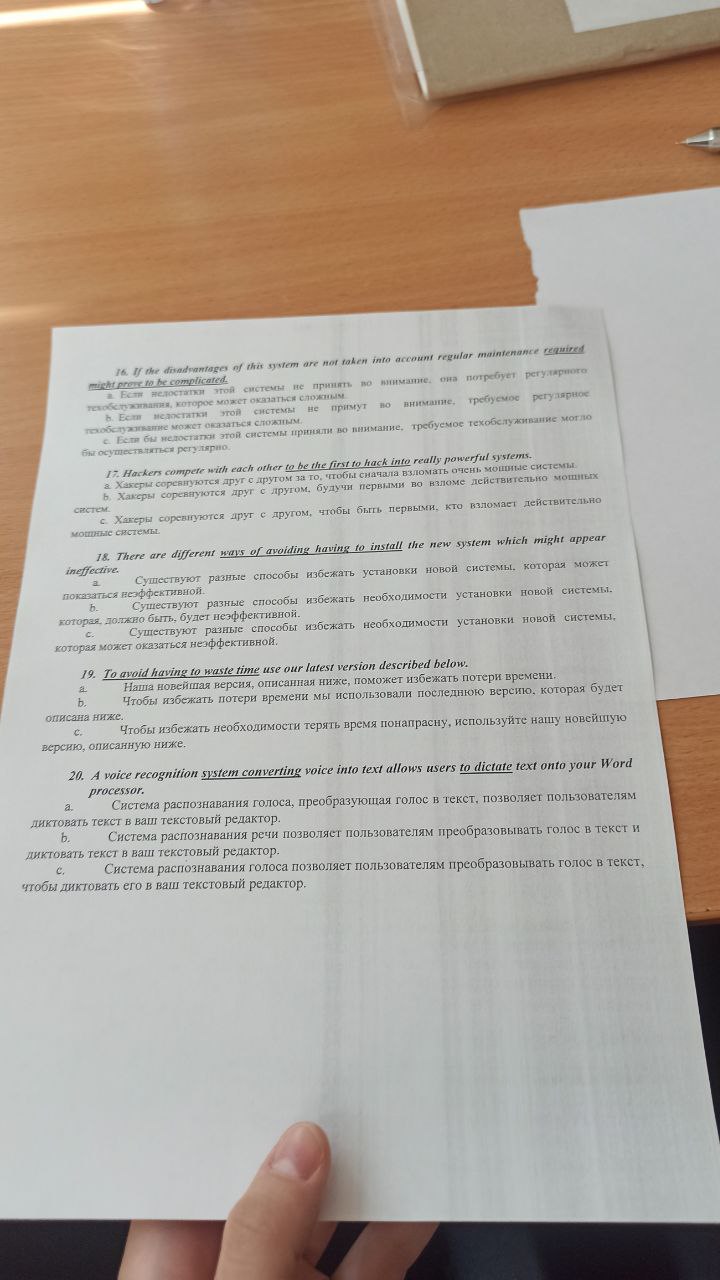 16. If the disadvantages of this system are not taken into account regular maintenance required
might prove to be complicated.
a. Если недостатки этой системы не принять во внимание, она потребует регулярного
техобслуживания, которое может оказаться сложным.
b. Если недостатки этой системы не примут во внимание, требуемое регулярное
техобслуживание может оказаться сложным.
c. Если бы недостатки этой системы приняли во внимание, требуемое техобслуживание могло
бы осуществляться регулярно.
17. Hackers compete with each other to be the first to hack into really powerful systems.
a. Хакеры соревнуются друг с другом за то, чтобы сначала взломать очень мощные системы.
b. Хакеры соревнуются друг с другом, будучи первыми во взломе действительно мощных
систем.
c. Хакеры соревнуются друг с другом, чтобы быть первыми, кто взломает действительно
мощные системы.
18. There are different ways of avoiding having to install the new system which might appear
ineffective.
a. Существуют разные способы избежать установки новой системы, которая может
показаться неэффективной.
b. Существуют разные способы избежать необходимости установки новой системы,
которая, должно быть, будет неэффективной.
c. Существуют разные способы избежать необходимости установки новой системы,
которая может оказаться неэффективной.
19. To avoid having to waste time use our latest version described below.
a. Наша новейшая версия, описанная ниже, поможет избежать потери времени.
b. Чтобы избежать потери времени мы использовали последнюю версию, которая будет
описана ниже.
c. Чтобы избежать необходимости терять время понапрасну, используйте нашу новейшую
версию, описанную ниже.
20. A voice recognition system converting voice into text allows users to dictate text onto your Word
processor.
a. Система распознавания голоса, преобразующая голос в текст, позволяет пользователям
диктовать текст в ваш текстовый редактор.
b. Система распознавания речи позволяет пользователям преобразовывать голос в текст и
диктовать текст в ваш текстовый редактор.
c. Система распознавания голоса позволяет пользователям преобразовывать голос в текст,
чтобы диктовать его в ваш текстовый редактор.